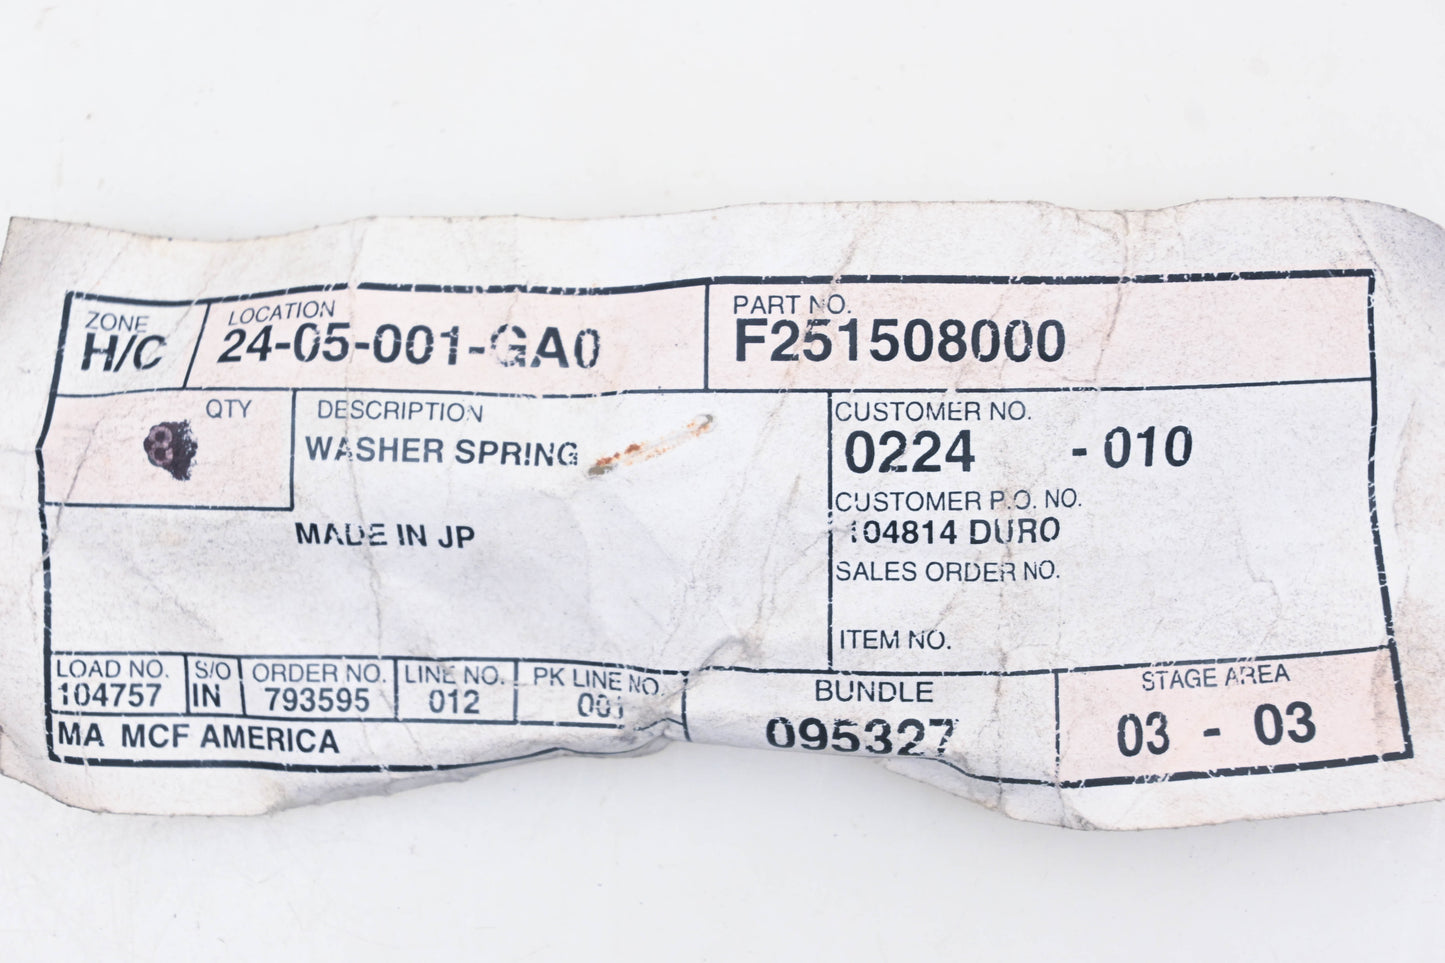 ZONE LOCATION PART NO.
H/C 24-05-001-GA0 F251508000
QTY DESCRIPTION CUSTOMER NO.
WASHER SPRING 0224 - 010
CUSTOMER P.O. NO.
MADE IN JP 104814 DURO
SALES ORDER NO.
ITEM NO.
LOAD NO. S/O ORDER NO. LINE NO. PK LINE NO. BUNDLE STAGE AREA
104757 IN 793595 012 001 095327 03 - 03
MA MCF AMERICA